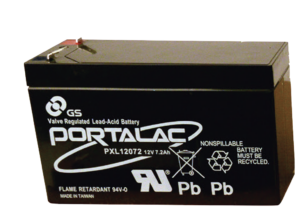 GS
Valve Regulated Lead-Acid Battery
PORTALAC
PXL12072 12V 7.2Ah
NONSPILLABLE
BATTERY
MUST BE
RECYCLED.
Pb Pb
FLAME RETARDANT 94V-0
MADE IN TAIWAN